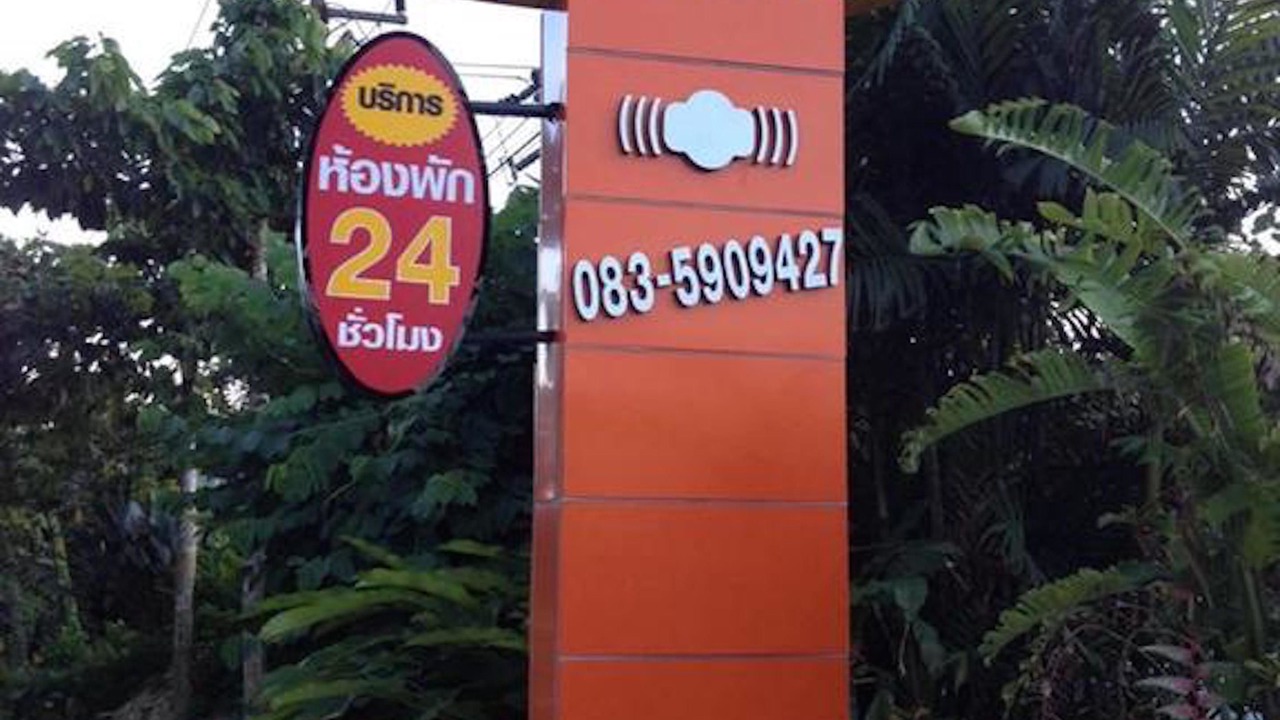 บริการ
ห้องพัก
24
ชั่วโมง
083-5909427